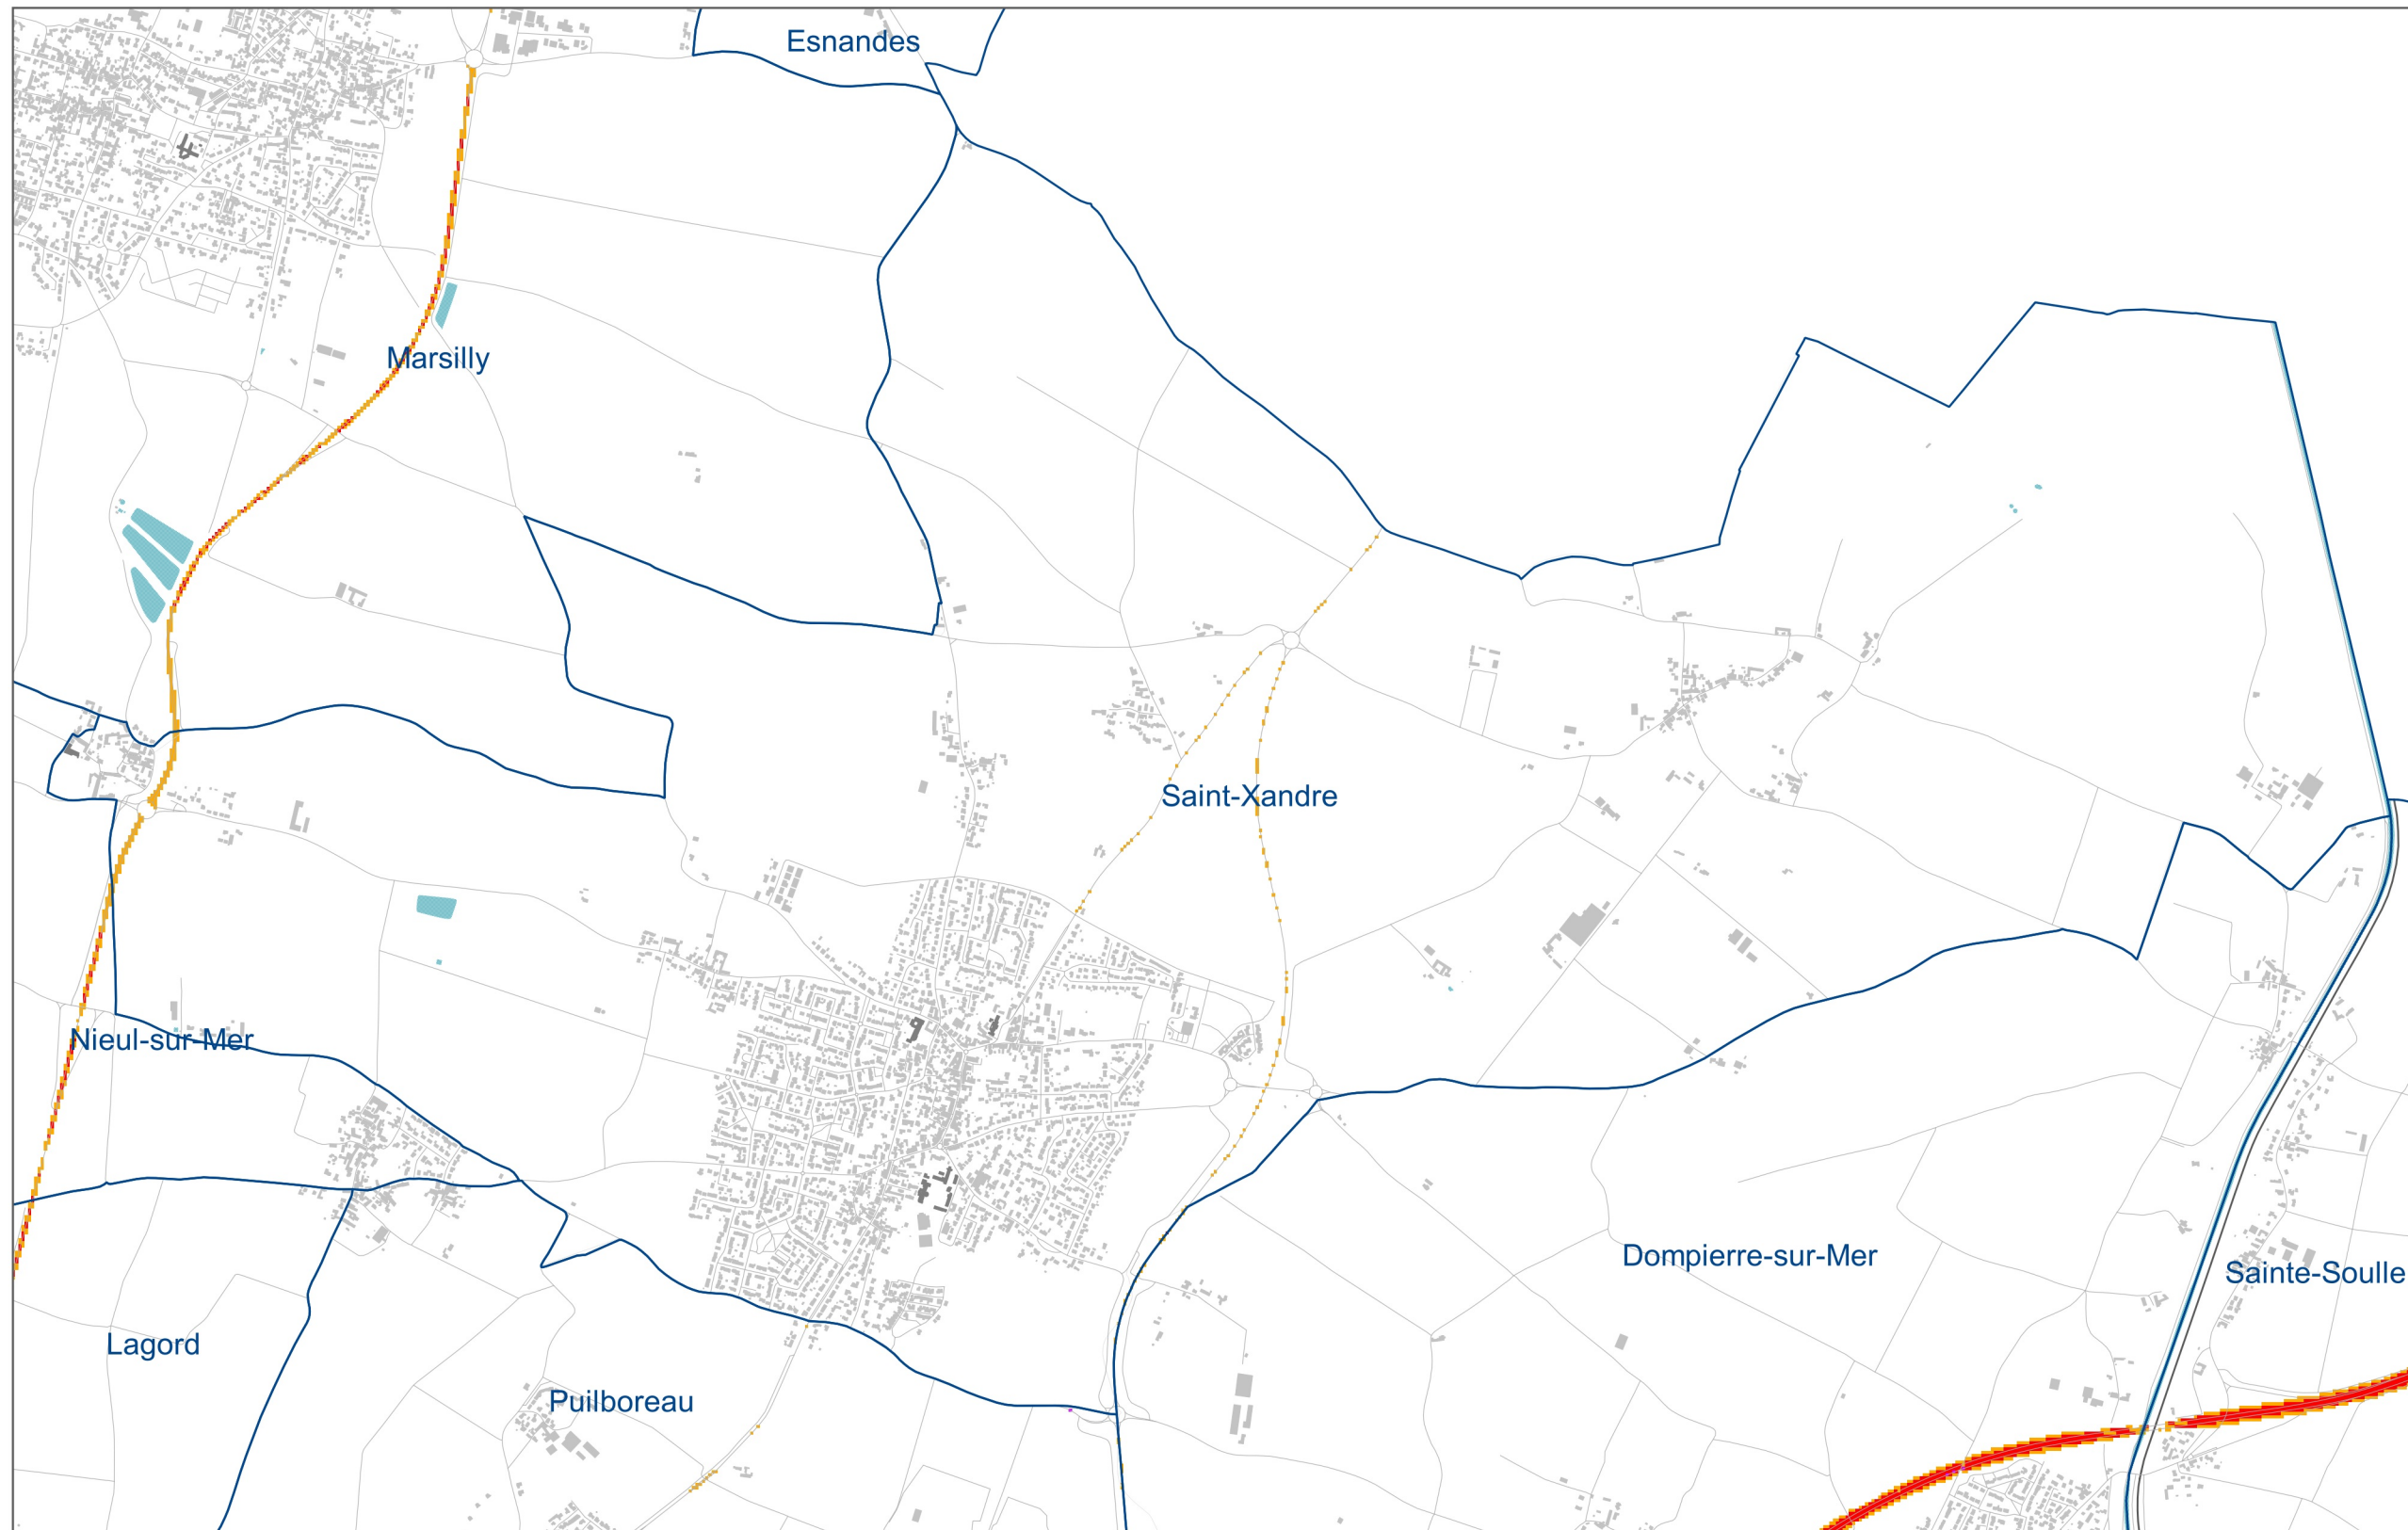 Esnandes
Marsilly
Saint-Xandre
Nieul-sur-Mer
Dompierre-sur-Mer
Sainte-Soulle
Lagord
Puilboreau